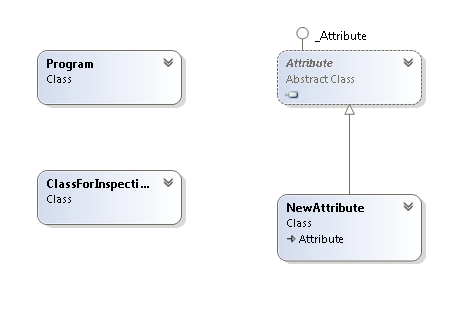 _Attribute
Program
Class
Attribute
Abstract Class
ClassForInspecti...
Class
NewAttribute
Class
Attribute